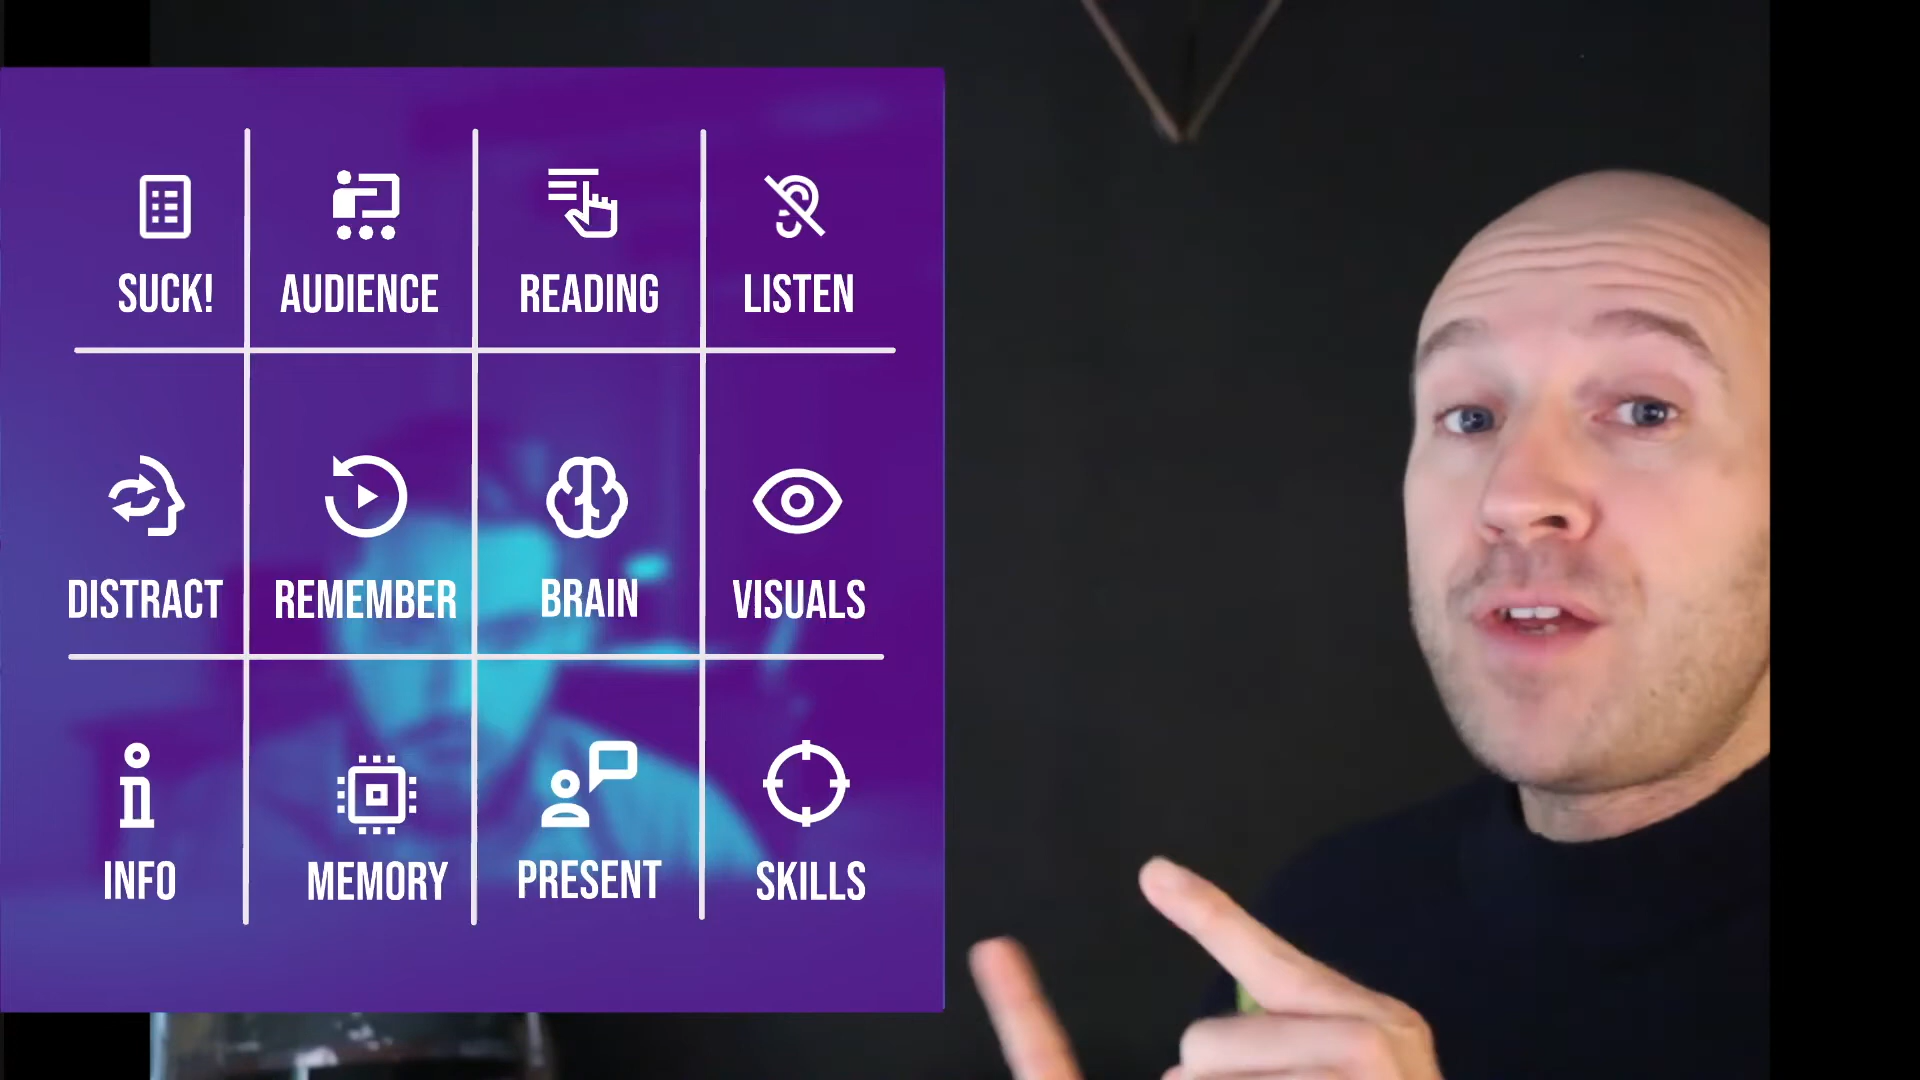 SUCK!
AUDIENCE
READING
LISTEN
DISTRACT
REMEMBER
BRAIN
VISUALS
INFO
MEMORY
PRESENT
SKILLS